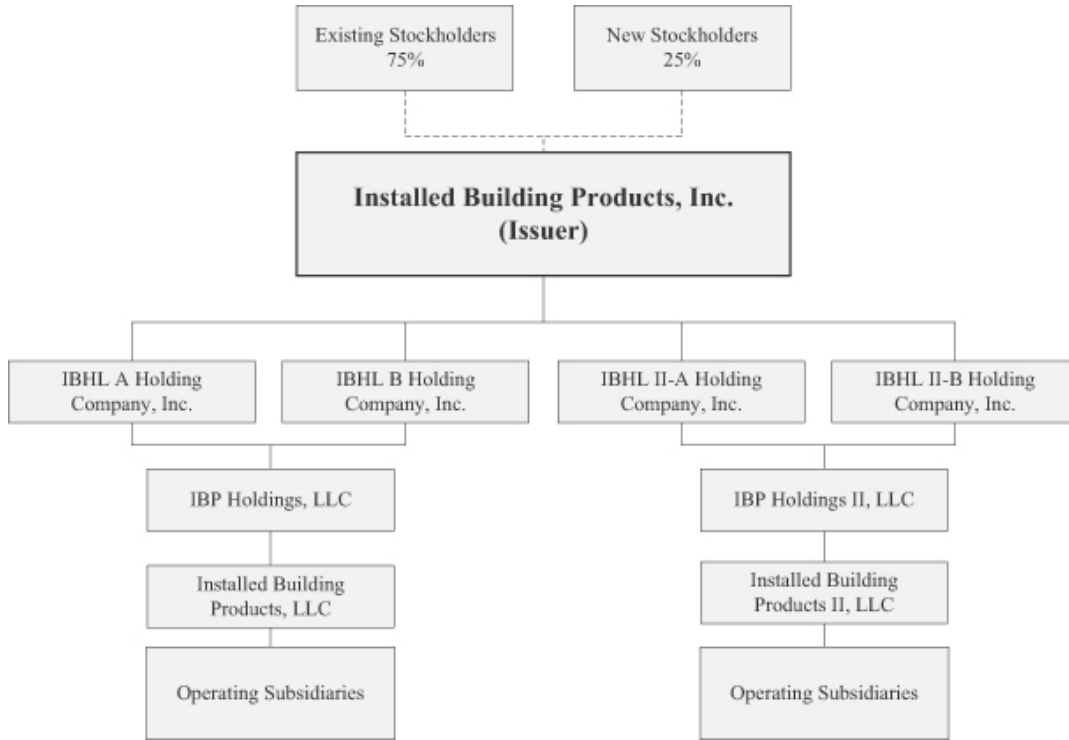 Existing Stockholders
75%
New Stockholders
25%
Installed Building Products, Inc.
(Issuer)
IBHL A Holding
Company, Inc.
IBHL B Holding
Company, Inc.
IBHL II-A Holding
Company, Inc.
IBHL II-B Holding
Company, Inc.
IBP Holdings, LLC
IBP Holdings II, LLC
Installed Building
Products, LLC
Installed Building
Products II, LLC
Operating Subsidiaries
Operating Subsidiaries